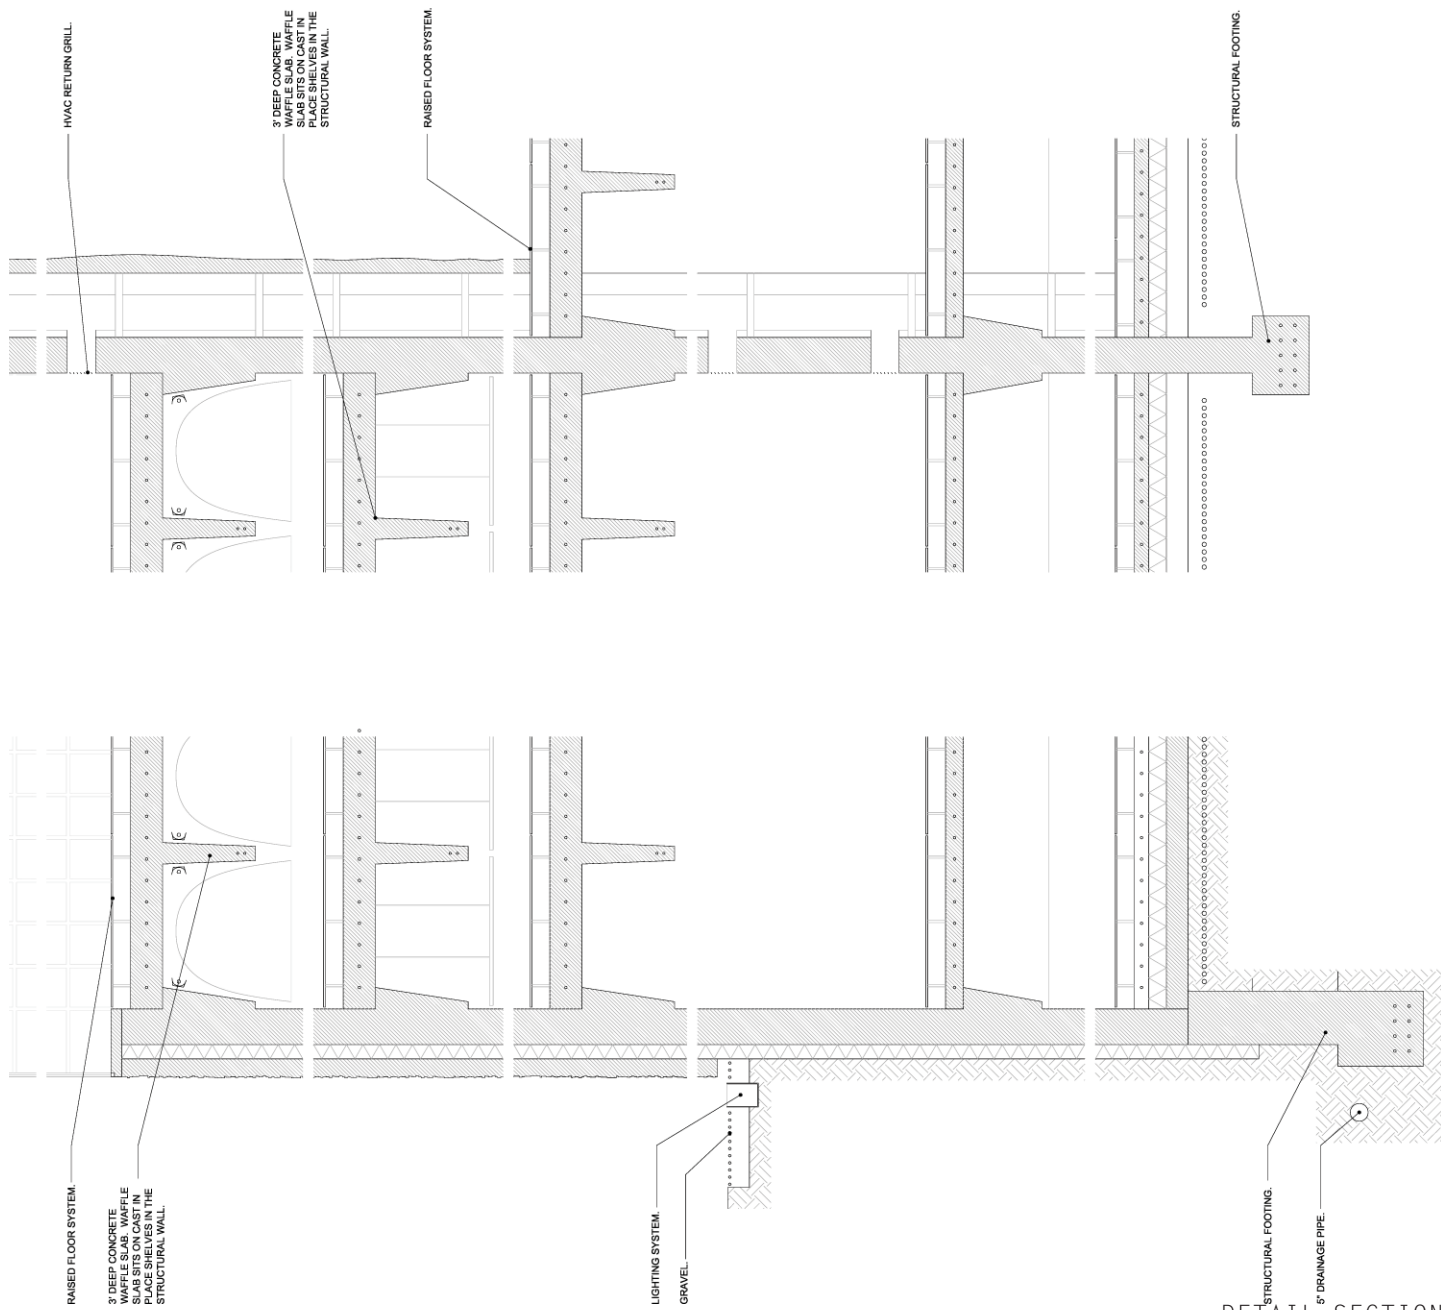 HVAC RETURN GRILL.
3' DEEP CONCRETE
WAFFLE SLAB. WAFFLE
SLAB SITS ON CAST IN
PLACE SHELVES IN THE
STRUCTURAL WALL.
RAISED FLOOR SYSTEM.
STRUCTURAL FOOTING.
RAISED FLOOR SYSTEM.
3' DEEP CONCRETE
WAFFLE SLAB. WAFFLE
SLAB SITS ON CAST IN
PLACE SHELVES IN THE
STRUCTURAL WALL.
LIGHTING SYSTEM.
GRAVEL.
STRUCTURAL FOOTING.
5" DRAINAGE PIPE.
DETAIL SECTION